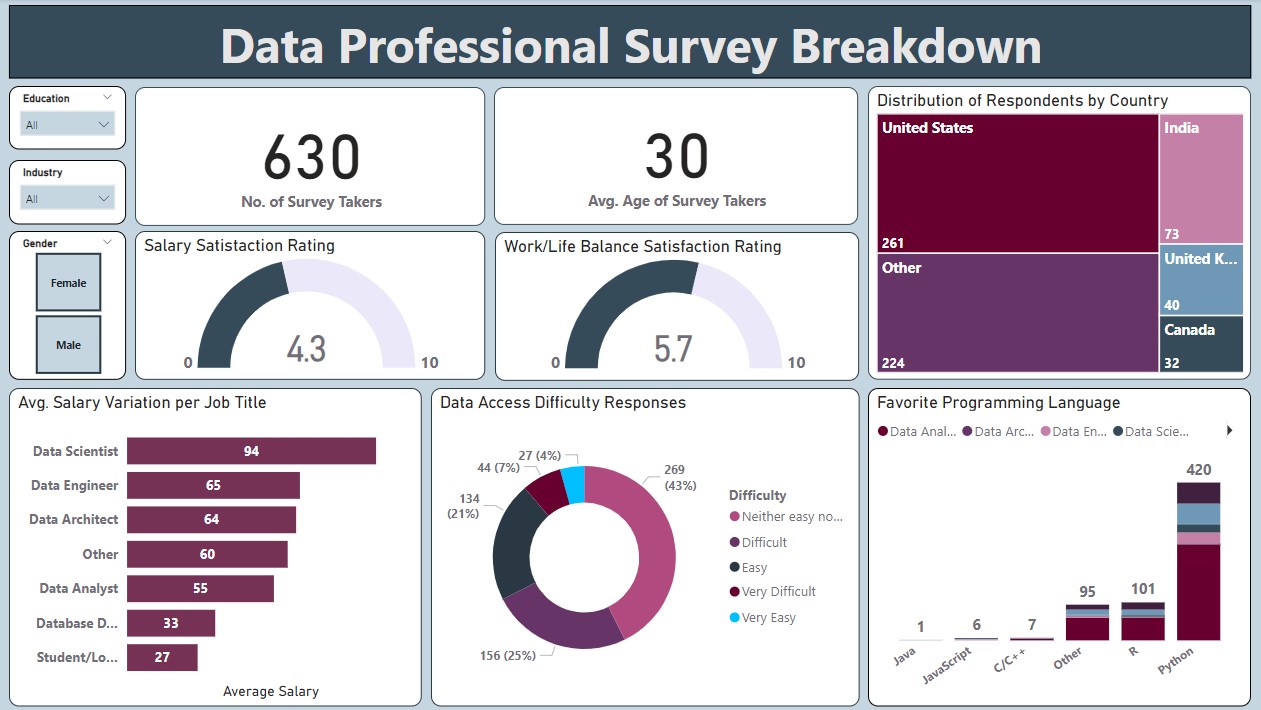 Data Professional Survey Breakdown
Education
All
Industry
All
Gender
Female
Male
630
No. of Survey Takers
30
Avg. Age of Survey Takers
Salary Satistaction Rating
0
4.3
10
Work/Life Balance Satisfaction Rating
0
5.7
10
Distribution of Respondents by Country
United States
261
Other
224
India
73
United K...
40
Canada
32
Avg. Salary Variation per Job Title
Data Scientist
94
Data Engineer
65
Data Architect
64
Other
60
Data Analyst
55
Database D...
33
Student/Lo...
27
Average Salary
Data Access Difficulty Responses
27 (4%)
44 (7%)
134
(21%)
156 (25%)
269
(43%)
Difficulty
Neither easy no...
Difficult
Easy
Very Difficult
Very Easy
Favorite Programming Language
Data Anal... Data Arc... Data En... Data Scie...
1
6
7
95
101
420
Java
JavaScript
C/C++
Other
R
Python